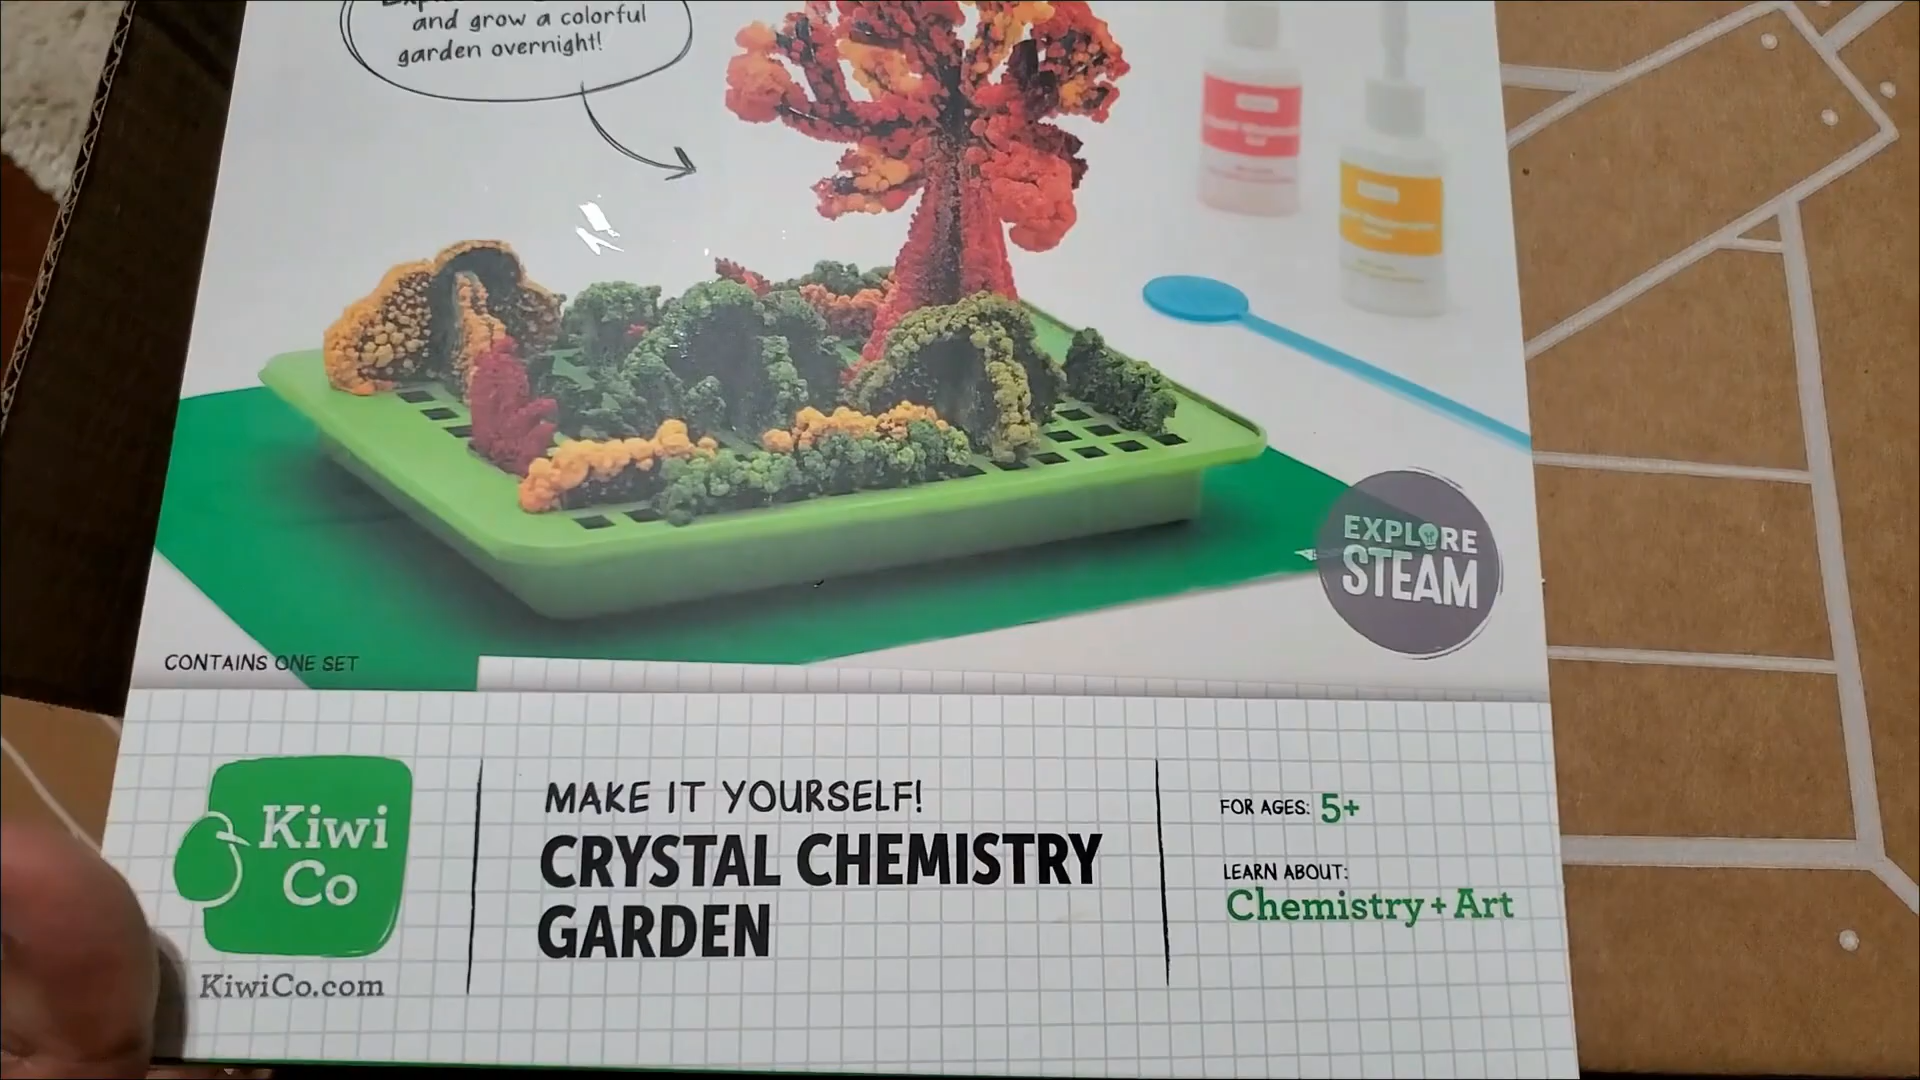 and grow a colorful
garden overnight!
EXPLORE
STEAM
CONTAINS ONE SET
Kiwi
Co
KiwiCo.com
MAKE IT YOURSELF!
CRYSTAL CHEMISTRY
GARDEN
FOR AGES: 5+
LEARN ABOUT:
Chemistry + Art